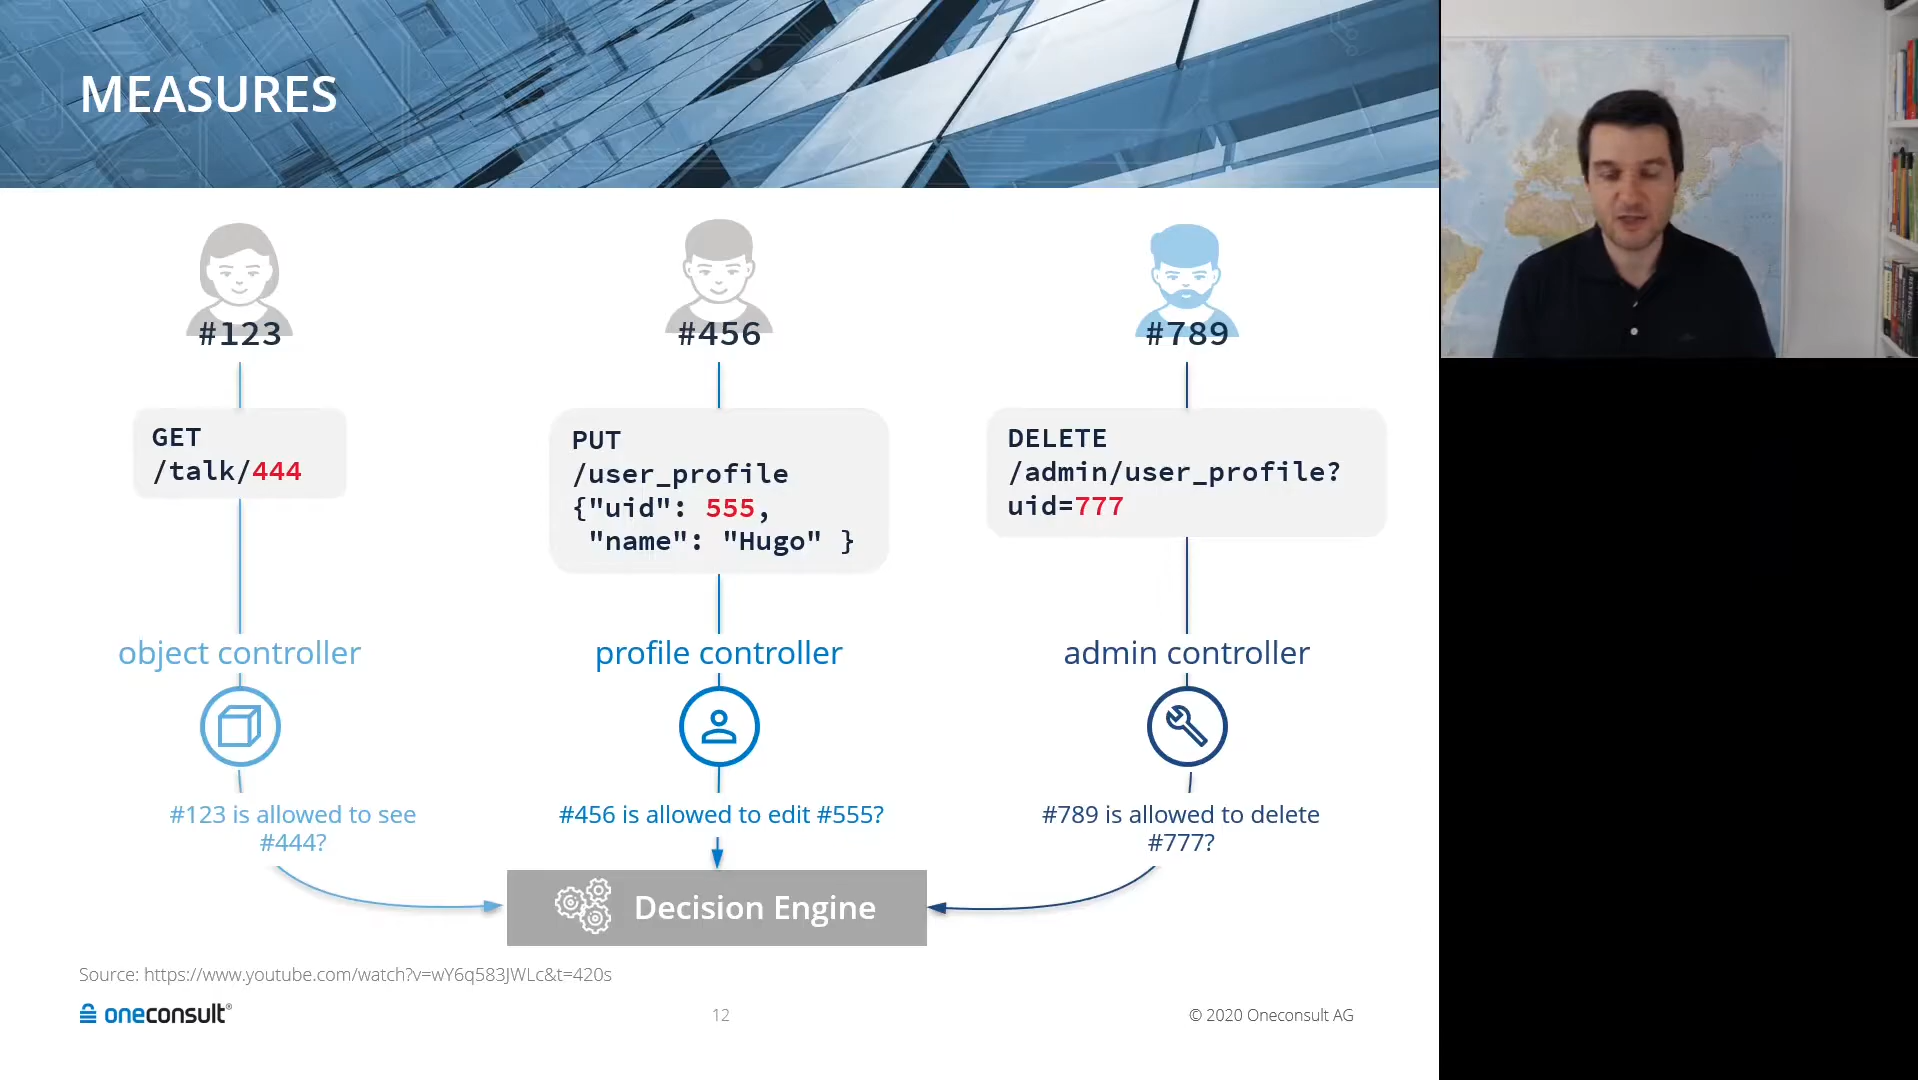 MEASURES
#123
#456
#789
GET
/talk/444
PUT
/user_profile
{"uid": 555,
"name": "Hugo" }
DELETE
/admin/user_profile?
uid=777
object controller
profile controller
admin controller
#123 is allowed to see
#444?
#456 is allowed to edit #555?
#789 is allowed to delete
#777?
Decision Engine
Source: https://www.youtube.com/watch?v=wY6q583JWLc&t=420s
oneconsult®
12
© 2020 Oneconsult AG